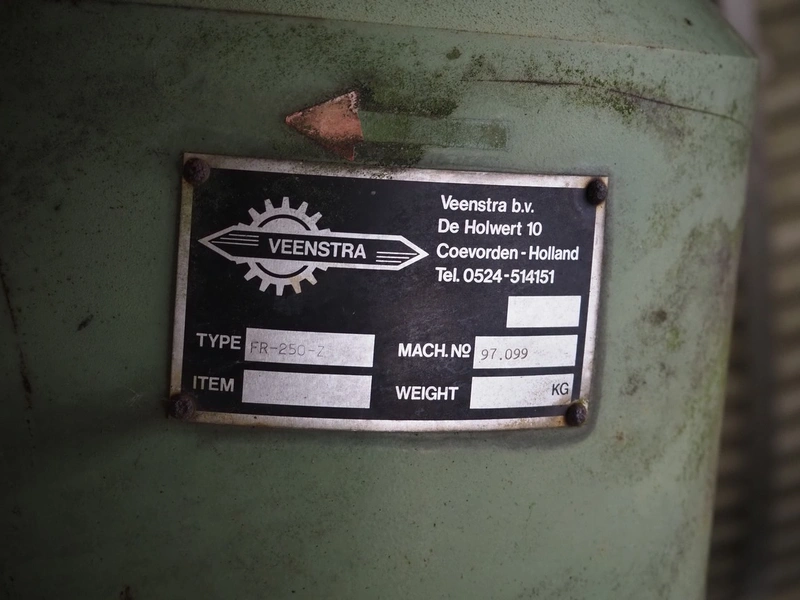 VEENSTRA
Veenstra b.v.
De Holwert 10
Coevorden - Holland
Tel. 0524-514151
TYPE FR-250-Z
MACH. Nº 97.099
ITEM
WEIGHT KG